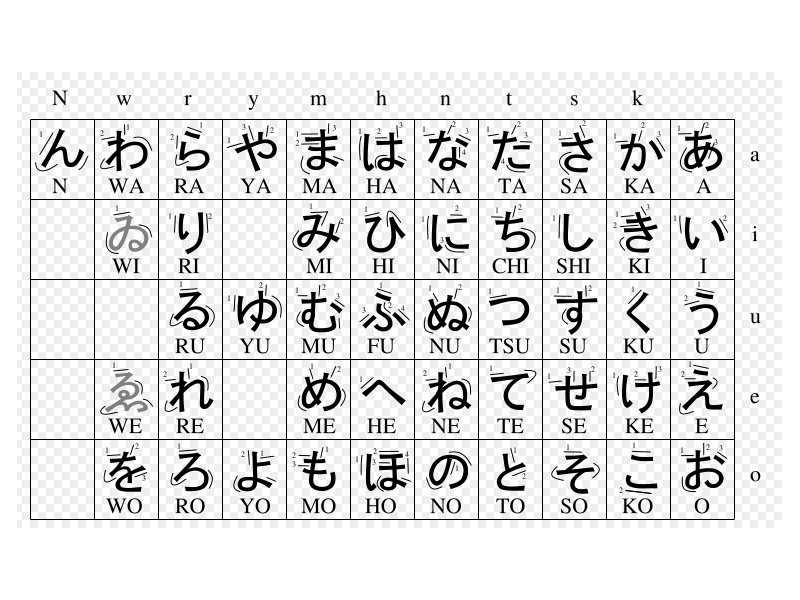 N w r y m h n t s k
ん わ ら や ま は な た さ か あ a
N WA RA YA MA HA NA TA SA KA A
ゐ り み ひ に ち し き い i
WI RI MI HI NI CHI SHI KI I
る ゆ む ふ ぬ つ す く う u
RU YU MU FU NU TSU SU KU U
ゑ れ め へ ね て せ け え e
WE RE ME HE NE TE SE KE E
を ろ よ も ほ の と そ こ お o
WO RO YO MO HO NO TO SO KO O